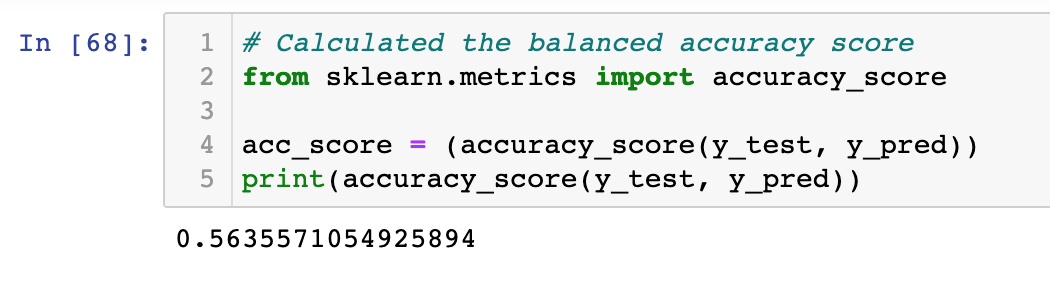 In [68]:
1 # Calculated the balanced accuracy score
2 from sklearn.metrics import accuracy_score
3
4 acc_score = (accuracy_score(y_test, y_pred))
5 print(accuracy_score(y_test, y_pred))
0.5635571054925894